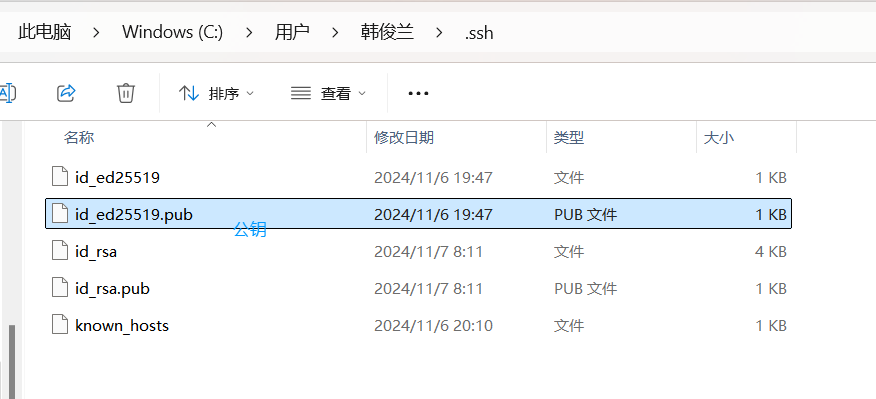 此电脑 > Windows (C:) > 用户 > 韩俊兰 > .ssh
排序 查看 •••
名称 修改日期 类型 大小
id_ed25519 2024/11/6 19:47 文件 1 KB
id_ed25519.pub 2024/11/6 19:47 PUB 文件 1 KB
公钥
id_rsa 2024/11/7 8:11 文件 4 KB
id_rsa.pub 2024/11/7 8:11 PUB 文件 1 KB
known_hosts 2024/11/6 20:10 文件 1 KB